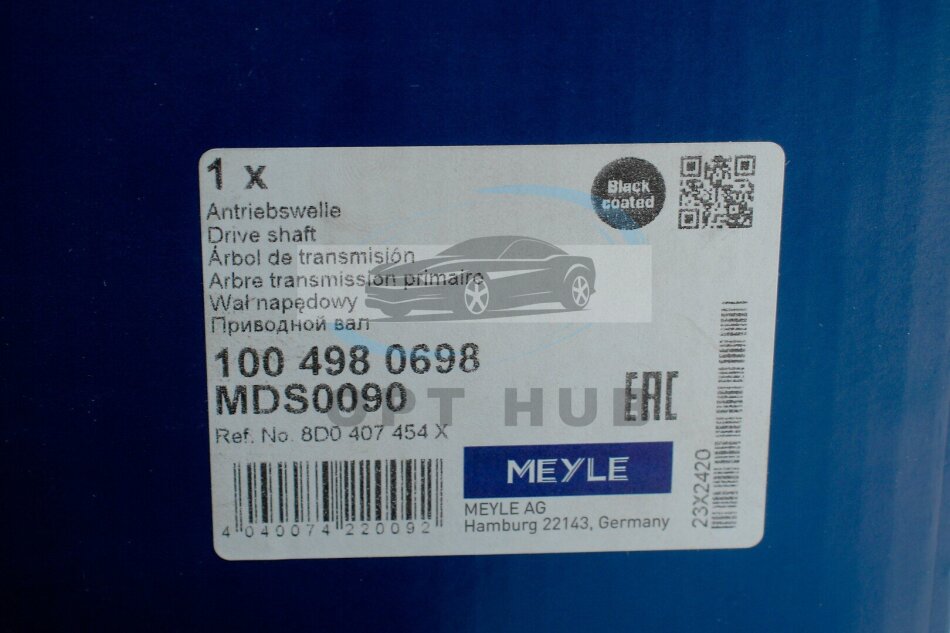 1 x
Black
coated
Antriebswelle
Drive shaft
Árbol de transmisión
Arbre transmission primaire
Wał napędowy
Приводной вал
100 498 0698
MDS0090
OPT HUB
EAC
Ref. No. 8D0 407 454 X
MEYLE
MEYLE AG
Hamburg 22143, Germany
4 040074 220092
23X2420